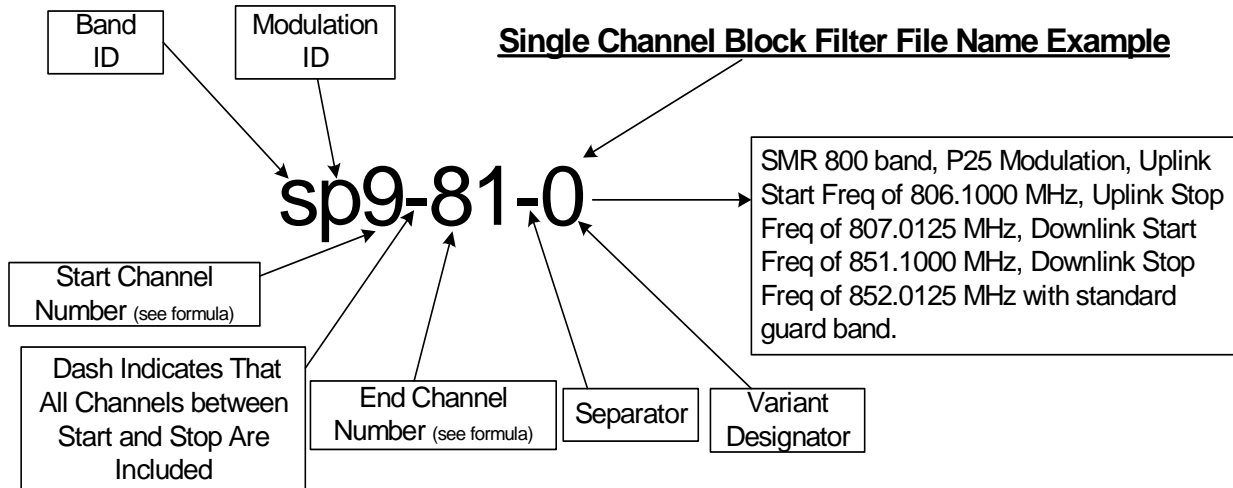 Band
ID
Modulation
ID
Single Channel Block Filter File Name Example
sp9-81-0
SMR 800 band, P25 Modulation, Uplink
Start Freq of 806.1000 MHz, Uplink Stop
Freq of 807.0125 MHz, Downlink Start
Freq of 851.1000 MHz, Downlink Stop
Freq of 852.0125 MHz with standard
guard band.
Start Channel
Number (see formula)
Dash Indicates That
All Channels between
Start and Stop Are
Included
End Channel
Number (see formula)
Separator
Variant
Designator